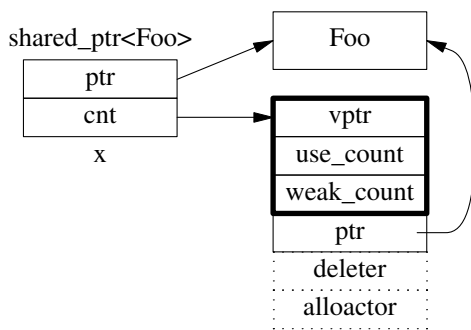 shared_ptr<Foo>
ptr
cnt
x
Foo
vptr
use_count
weak_count
ptr
deleter
alloactor